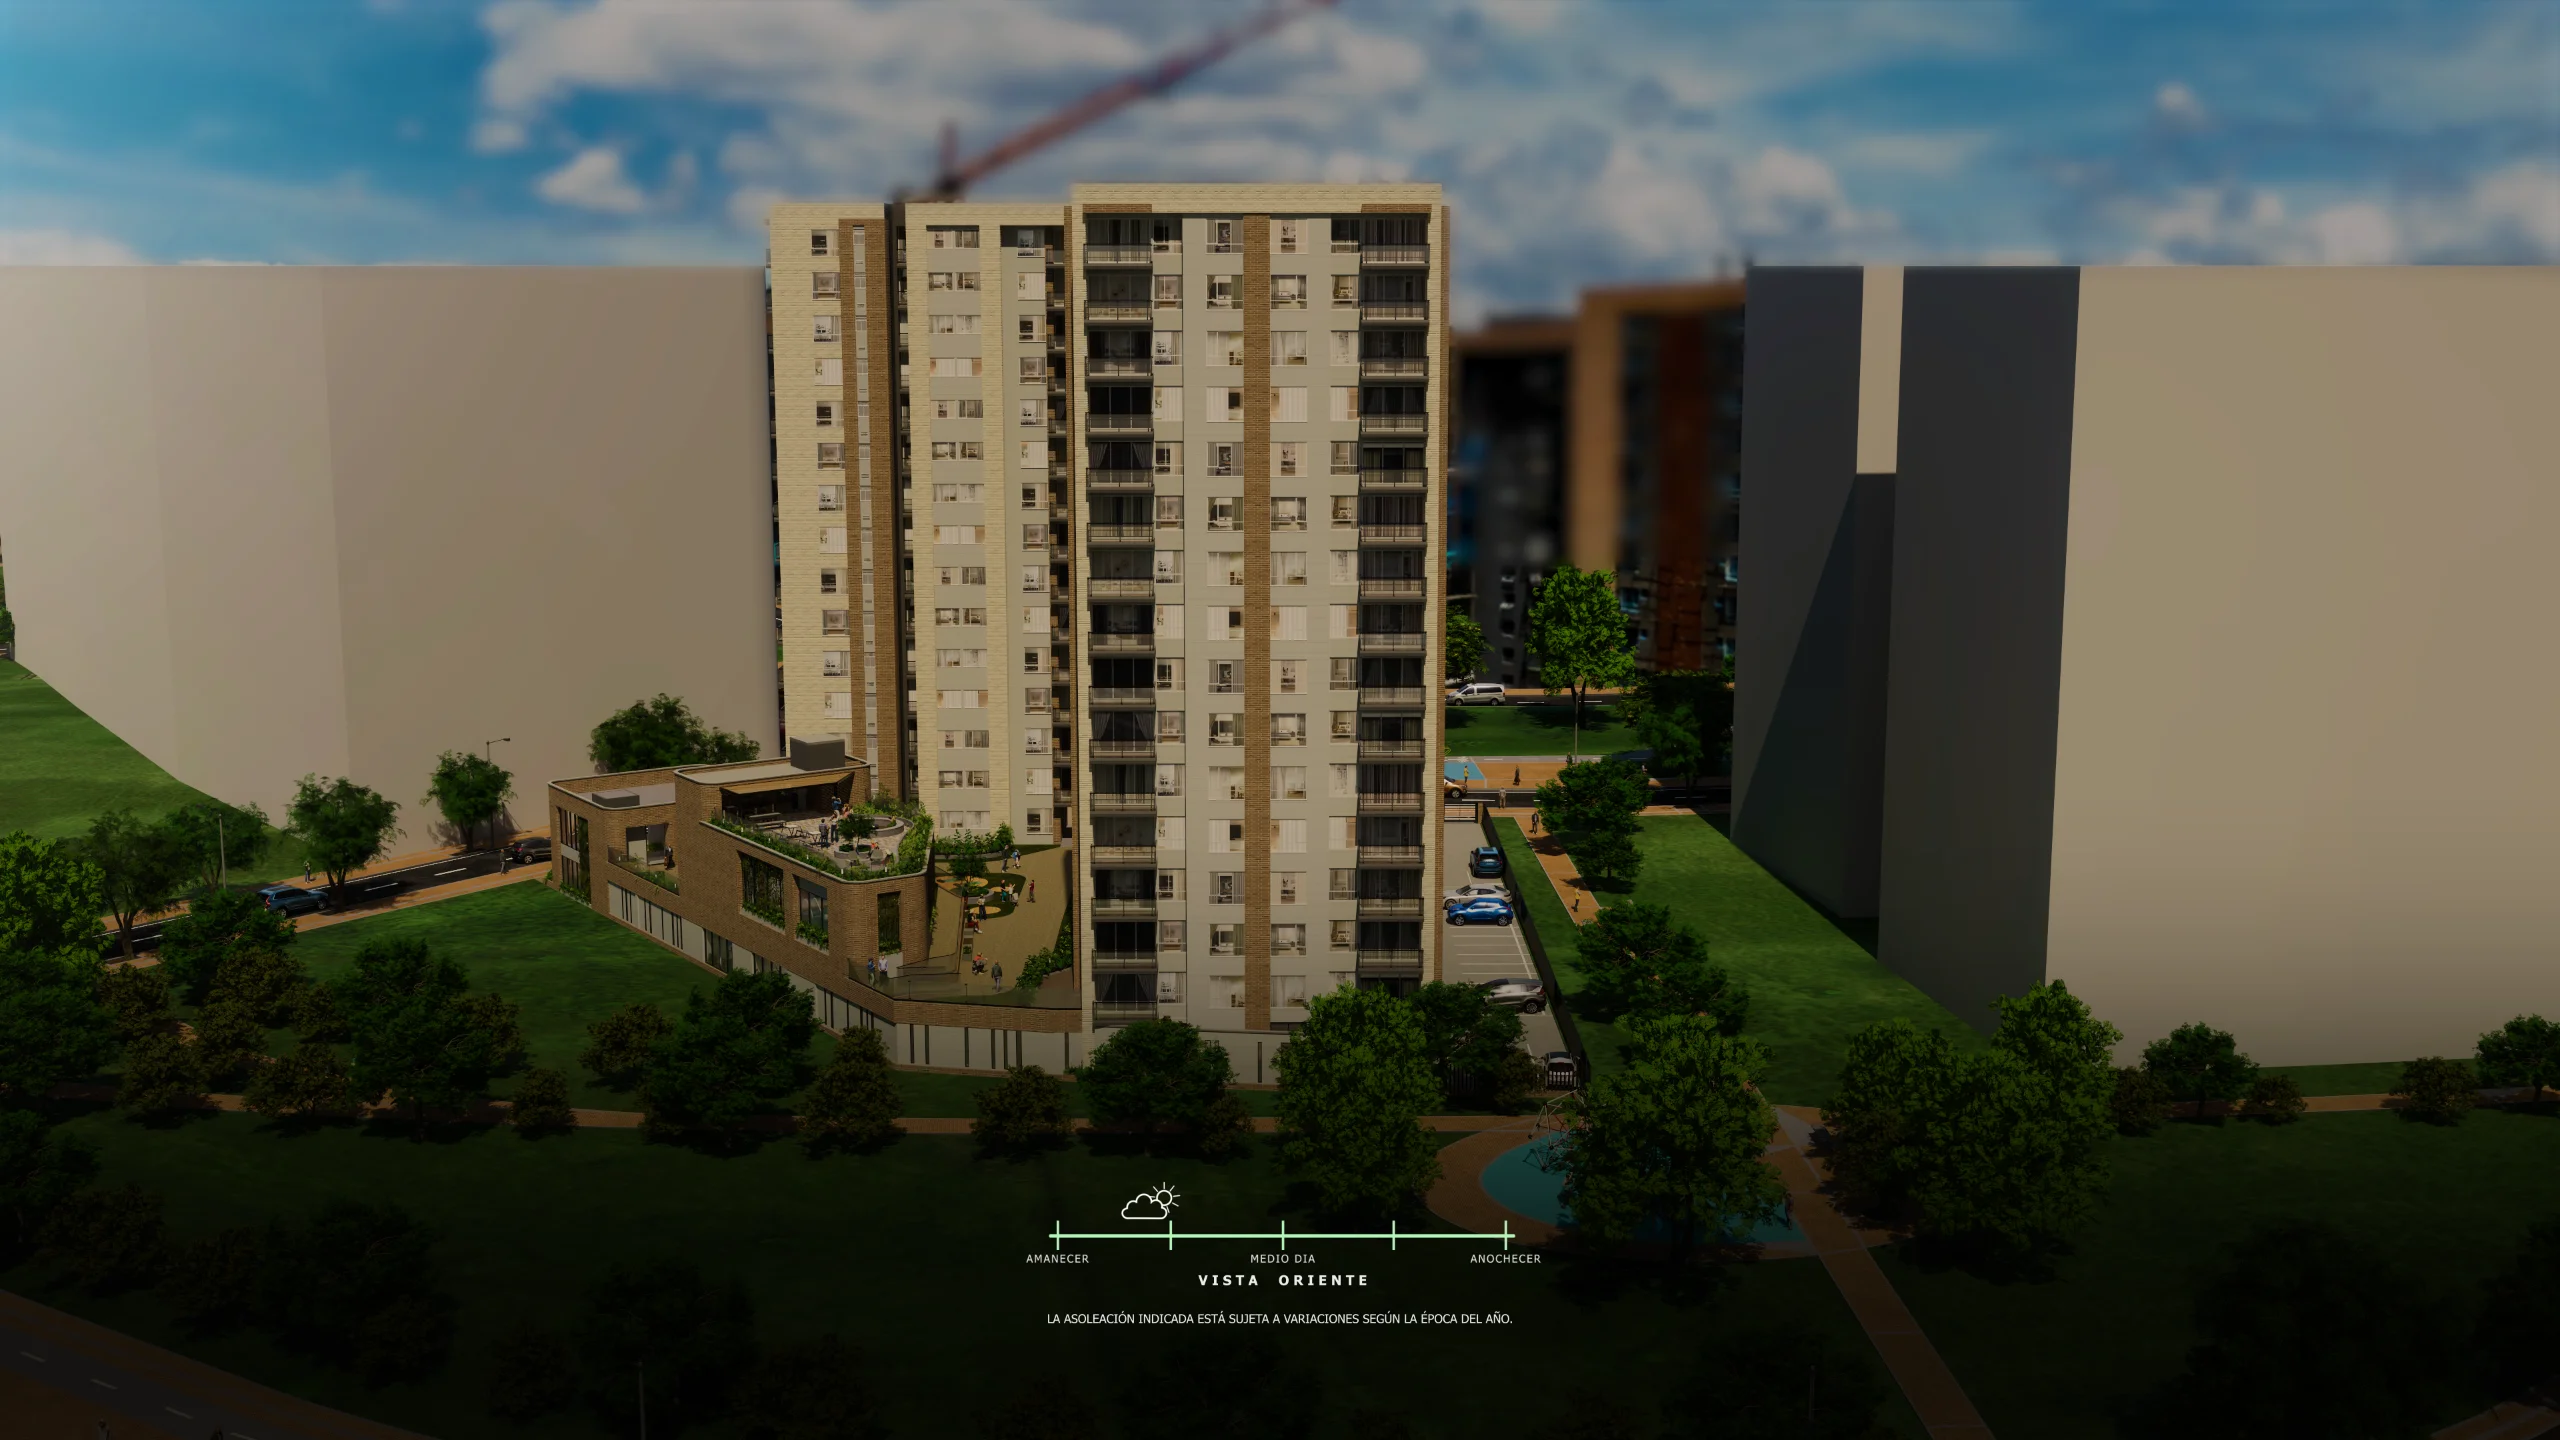 AMANECER MEDIO DIA ANOCHECER
VISTA ORIENTE
LA ASOLEACIÓN INDICADA ESTÁ SUJETA A VARIACIONES SEGÚN LA ÉPOCA DEL AÑO.